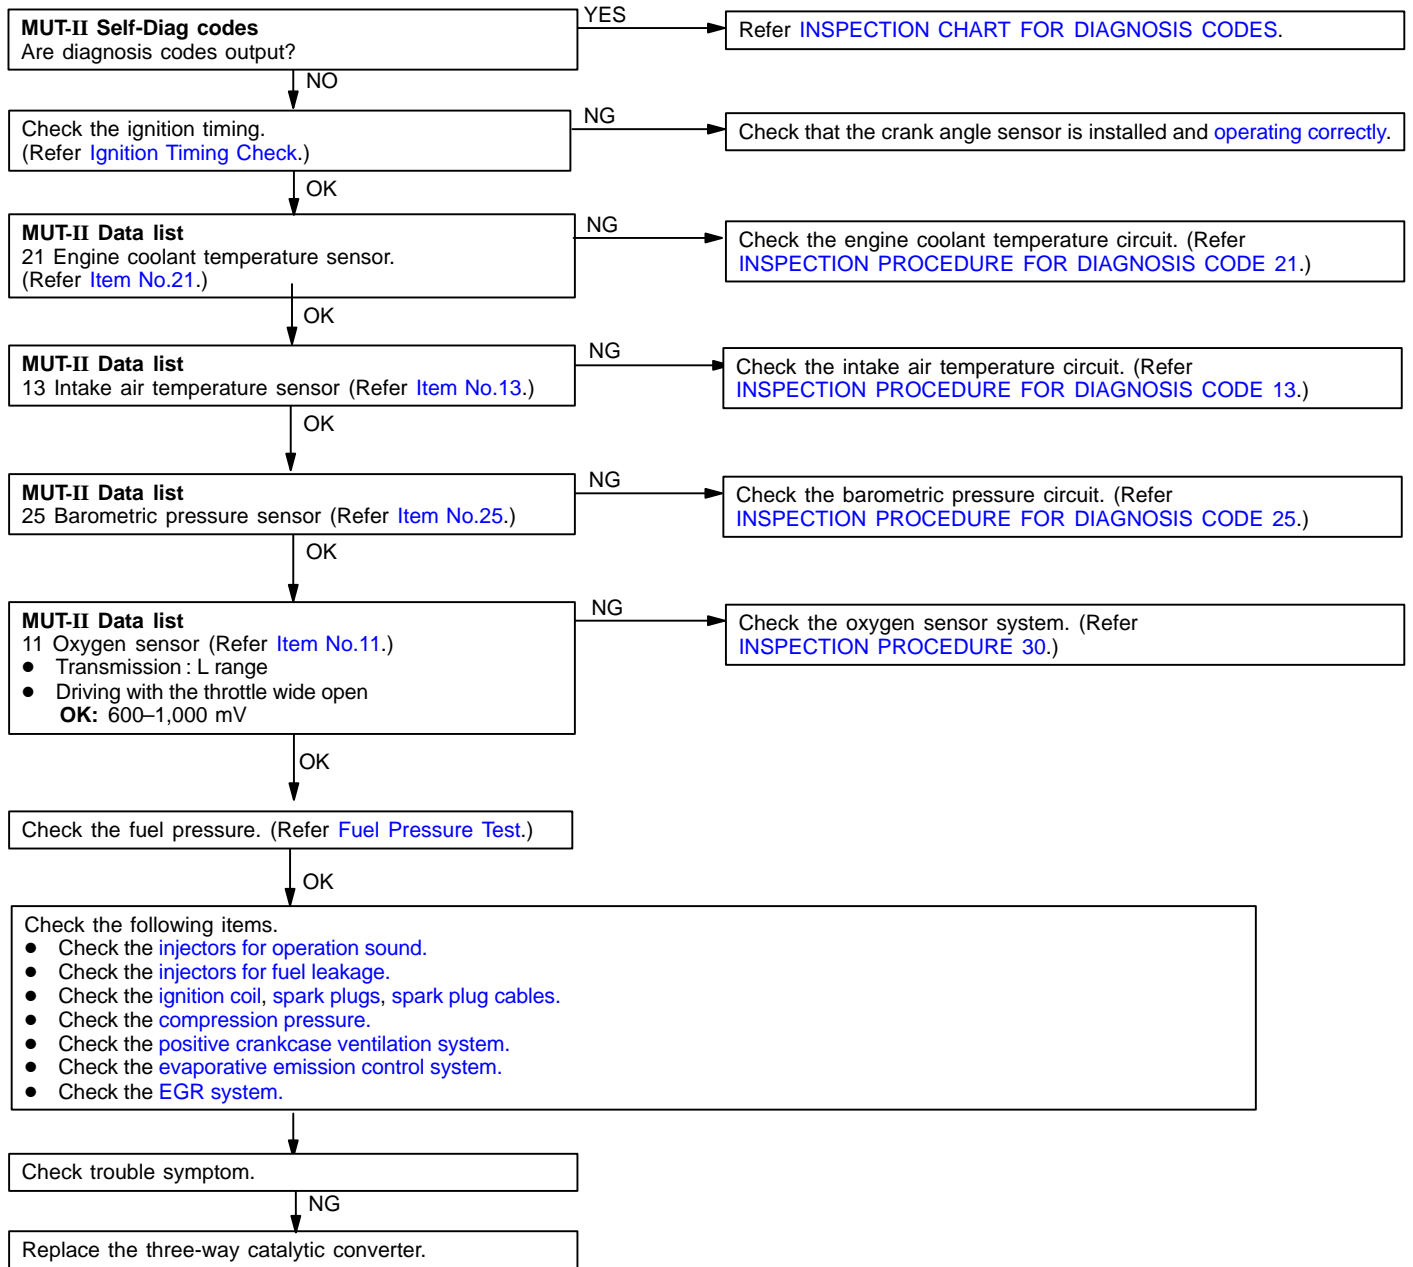 MUT-II Self-Diag codes
Are diagnosis codes output?
YES
Refer INSPECTION CHART FOR DIAGNOSIS CODES.
NO
Check the ignition timing.
(Refer Ignition Timing Check.)
NG
Check that the crank angle sensor is installed and operating correctly.
OK
MUT-II Data list
21 Engine coolant temperature sensor.
(Refer Item No.21.)
NG
Check the engine coolant temperature circuit. (Refer
INSPECTION PROCEDURE FOR DIAGNOSIS CODE 21.)
OK
MUT-II Data list
13 Intake air temperature sensor (Refer Item No.13.)
NG
Check the intake air temperature circuit. (Refer
INSPECTION PROCEDURE FOR DIAGNOSIS CODE 13.)
OK
MUT-II Data list
25 Barometric pressure sensor (Refer Item No.25.)
NG
Check the barometric pressure circuit. (Refer
INSPECTION PROCEDURE FOR DIAGNOSIS CODE 25.)
OK
MUT-II Data list
11 Oxygen sensor (Refer Item No.11.)
● Transmission : L range
● Driving with the throttle wide open
OK: 600–1,000 mV
NG
Check the oxygen sensor system. (Refer
INSPECTION PROCEDURE 30.)
OK
Check the fuel pressure. (Refer Fuel Pressure Test.)
OK
Check the following items.
● Check the injectors for operation sound.
● Check the injectors for fuel leakage.
● Check the ignition coil, spark plugs, spark plug cables.
● Check the compression pressure.
● Check the positive crankcase ventilation system.
● Check the evaporative emission control system.
● Check the EGR system.
Check trouble symptom.
NG
Replace the three-way catalytic converter.